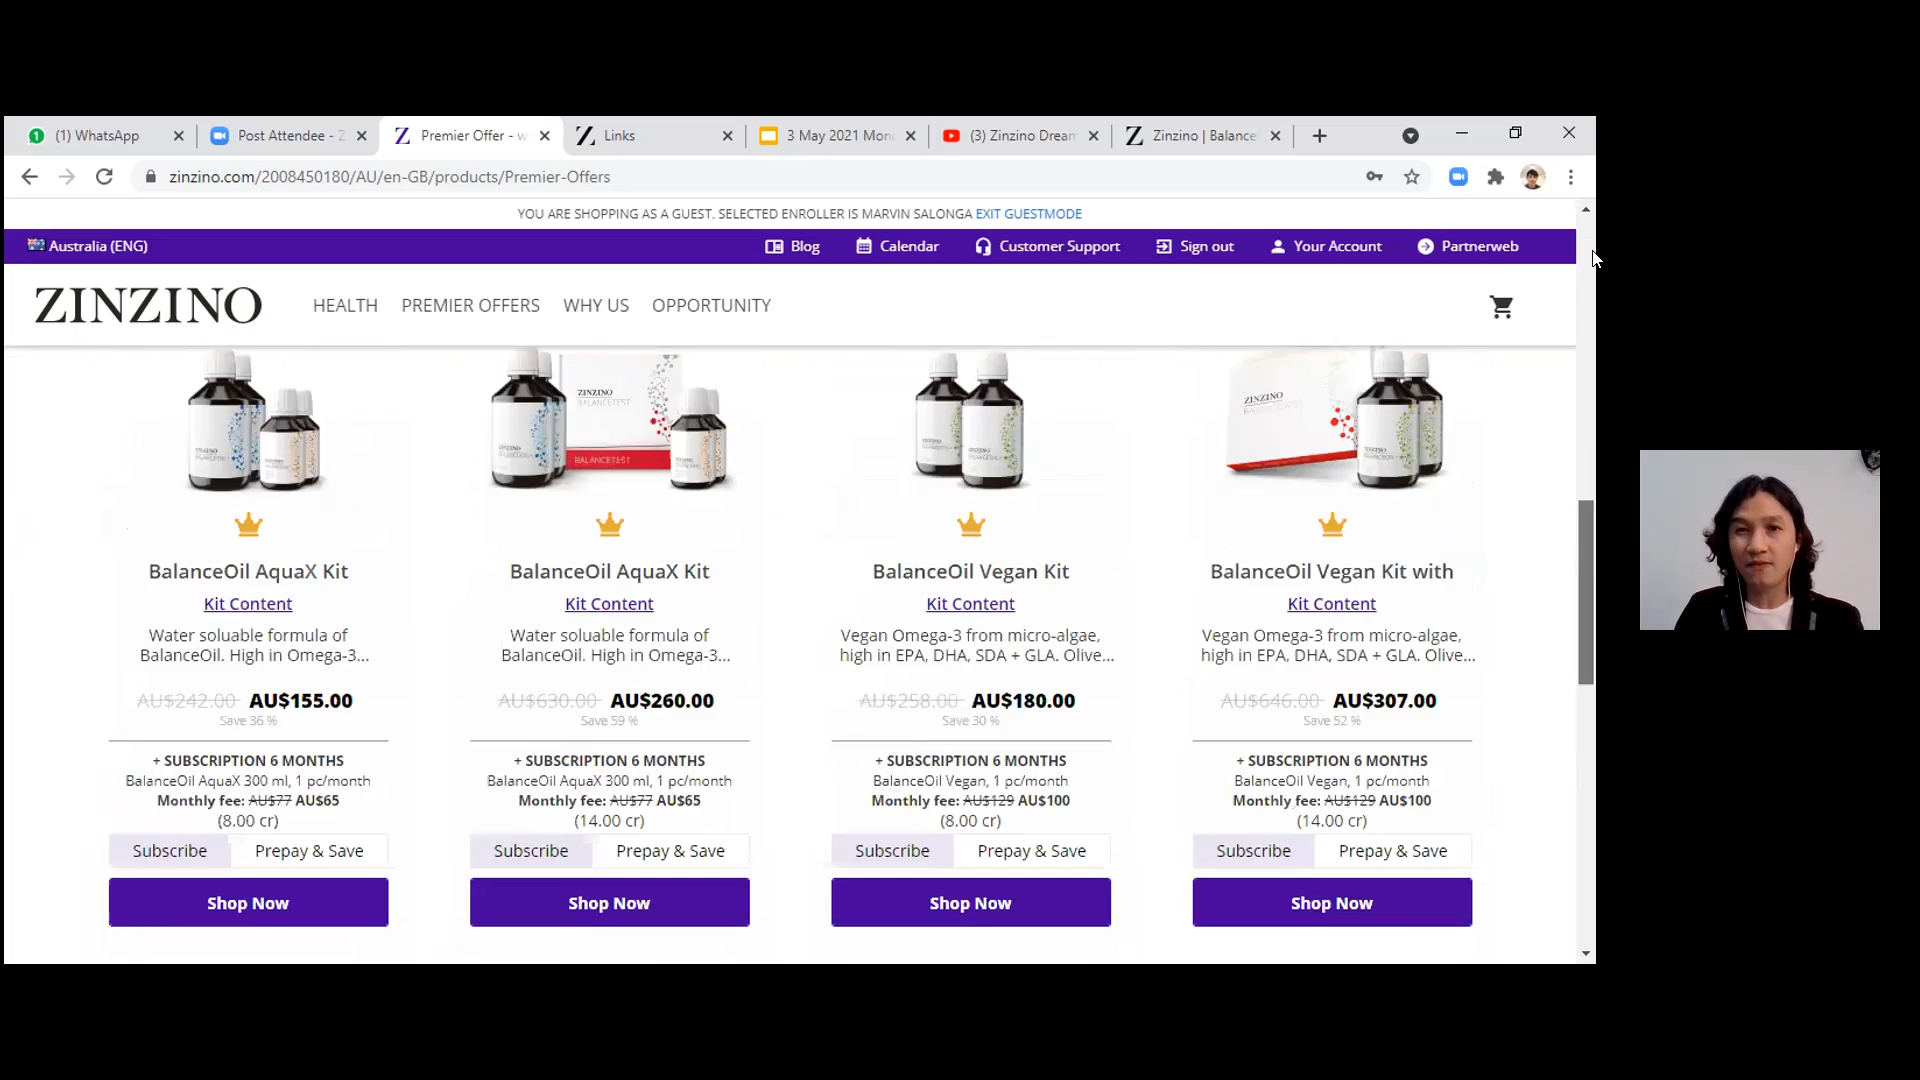 (1) WhatsApp
Post Attendee - Z
Premier Offer - w
Links
3 May 2021 Mon
(3) Zinzino Dream
Zinzino | Balance
zinzino.com/2008450180/AU/en-GB/products/Premier-Offers
YOU ARE SHOPPING AS A GUEST. SELECTED ENROLLER IS MARVIN SALONGA EXIT GUESTMODE
Australia (ENG)
Blog
Calendar
Customer Support
Sign out
Your Account
Partnerweb
ZINZINO
HEALTH
PREMIER OFFERS
WHY US
OPPORTUNITY
ZINZINO
BALANCETEST
BALANCETEST
ZINZINO
BalanceOil AquaX Kit
Kit Content
Water soluable formula of
BalanceOil. High in Omega-3...
AU$242.00 AU$155.00
Save 36 %
+ SUBSCRIPTION 6 MONTHS
BalanceOil AquaX 300 ml, 1 pc/month
Monthly fee: AU$77 AU$65
(8.00 cr)
Subscribe
Prepay & Save
Shop Now
BalanceOil AquaX Kit
Kit Content
Water soluable formula of
BalanceOil. High in Omega-3...
AU$630.00 AU$260.00
Save 59 %
+ SUBSCRIPTION 6 MONTHS
BalanceOil AquaX 300 ml, 1 pc/month
Monthly fee: AU$77 AU$65
(14.00 cr)
Subscribe
Prepay & Save
Shop Now
BalanceOil Vegan Kit
Kit Content
Vegan Omega-3 from micro-algae,
high in EPA, DHA, SDA + GLA. Olive...
AU$258.00 AU$180.00
Save 30 %
+ SUBSCRIPTION 6 MONTHS
BalanceOil Vegan, 1 pc/month
Monthly fee: AU$129 AU$100
(8.00 cr)
Subscribe
Prepay & Save
Shop Now
BalanceOil Vegan Kit with
Kit Content
Vegan Omega-3 from micro-algae,
high in EPA, DHA, SDA + GLA. Olive...
AU$646.00 AU$307.00
Save 52 %
+ SUBSCRIPTION 6 MONTHS
BalanceOil Vegan, 1 pc/month
Monthly fee: AU$129 AU$100
(14.00 cr)
Subscribe
Prepay & Save
Shop Now